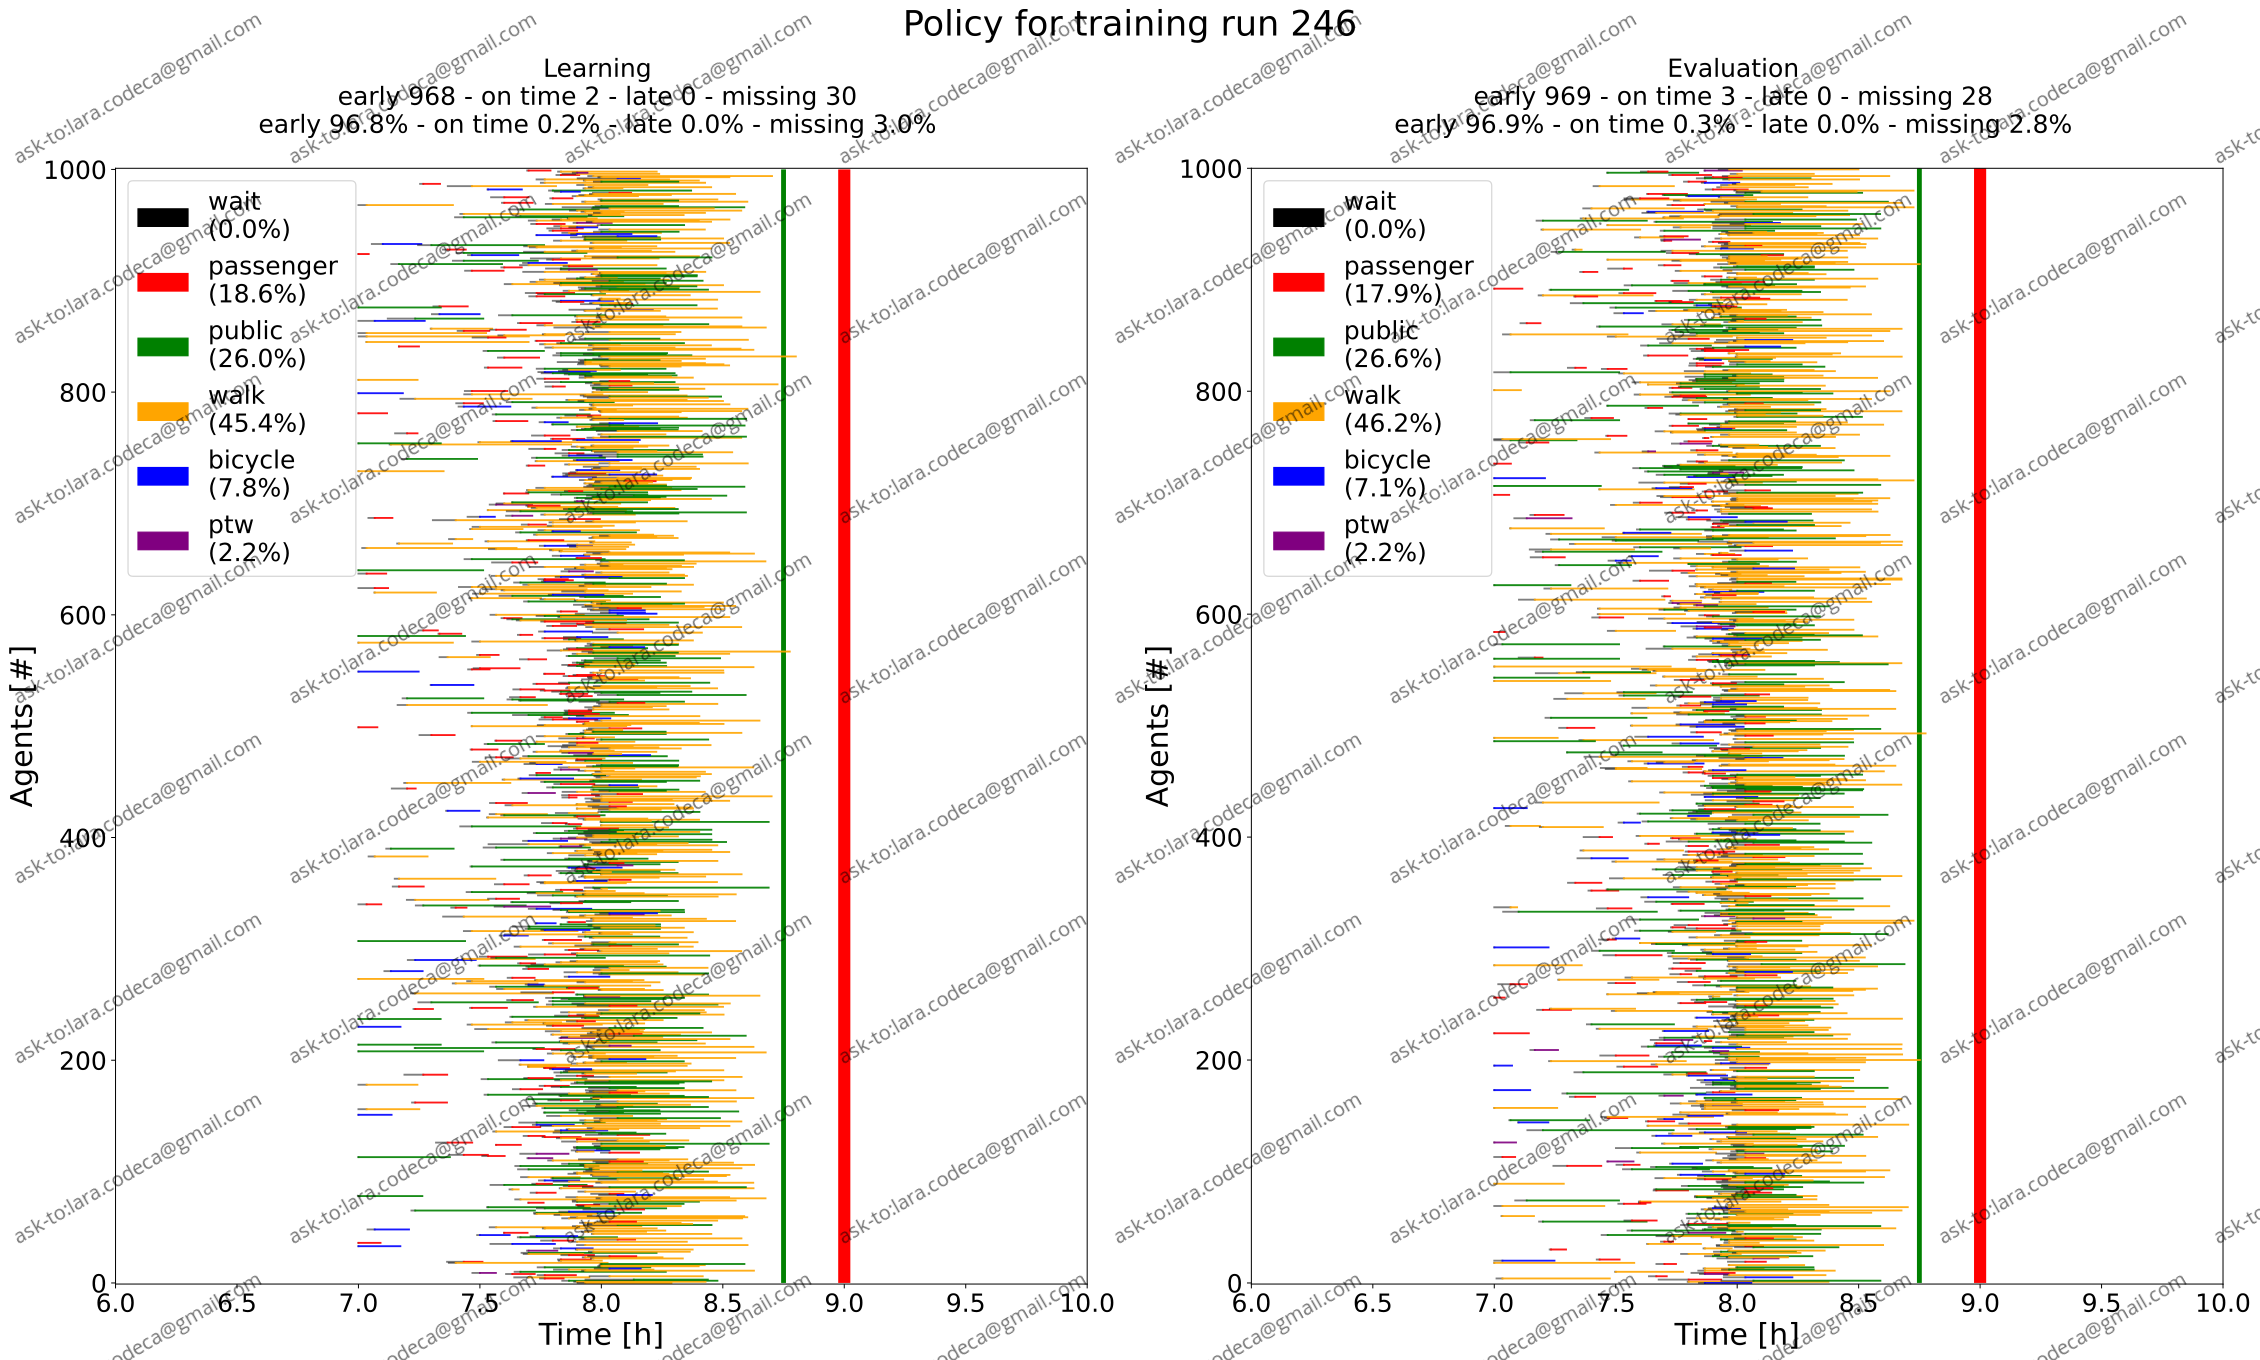 Policy for training run 246
Learning
early 968 - on time 2 - late 0 - missing 30
early 96.8% - on time 0.2% - late 0.0% - missing 3.0%
1000
800
600
400
200
0
Agents [#]
wait
(0.0%)
passenger
(18.6%)
public
(26.0%)
walk
(45.4%)
bicycle
(7.8%)
ptw
(2.2%)
6.0 6.5 7.0 7.5 8.0 8.5 9.0 9.5 10.0
Time [h]
Evaluation
early 969 - on time 3 - late 0 - missing 28
early 96.9% - on time 0.3% - late 0.0% - missing 2.8%
1000
800
600
400
200
0
Agents [#]
wait
(0.0%)
passenger
(17.9%)
public
(26.6%)
walk
(46.2%)
bicycle
(7.1%)
ptw
(2.2%)
6.0 6.5 7.0 7.5 8.0 8.5 9.0 9.5 10.0
Time [h]
ask-to:lara.codeca@gmail.com